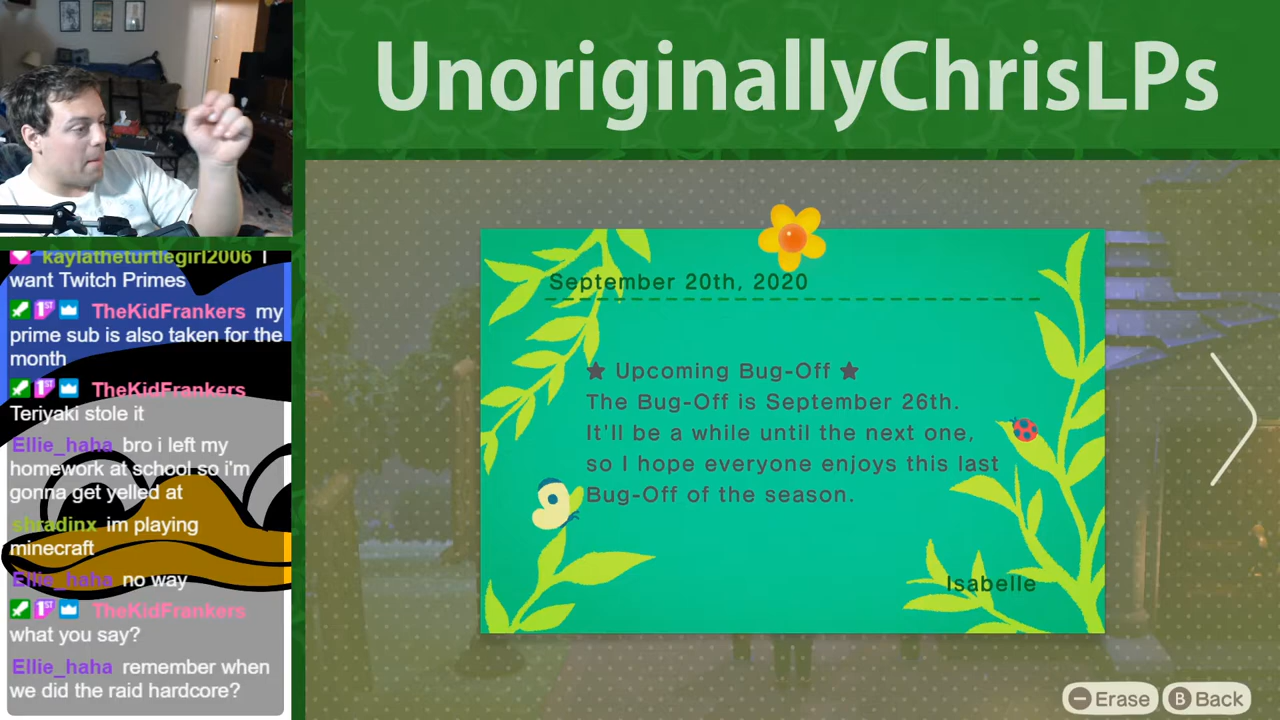 UnoriginallyChrisLPs
kaylatheturtlegirl2006 I
want Twitch Primes
TheKidFrankers my
prime sub is also taken for the
month
TheKidFrankers
Teriyaki stole it
Ellie_haha bro i left my
homework at school so i'm
gonna get yelled at
shradinx im playing
minecraft
Ellie_haha no way
TheKidFrankers
what you say?
Ellie_haha remember when
we did the raid hardcore?
September 20th, 2020
★ Upcoming Bug-Off ★
The Bug-Off is September 26th.
It'll be a while until the next one,
so I hope everyone enjoys this last
Bug-Off of the season.
Isabelle
Erase B Back